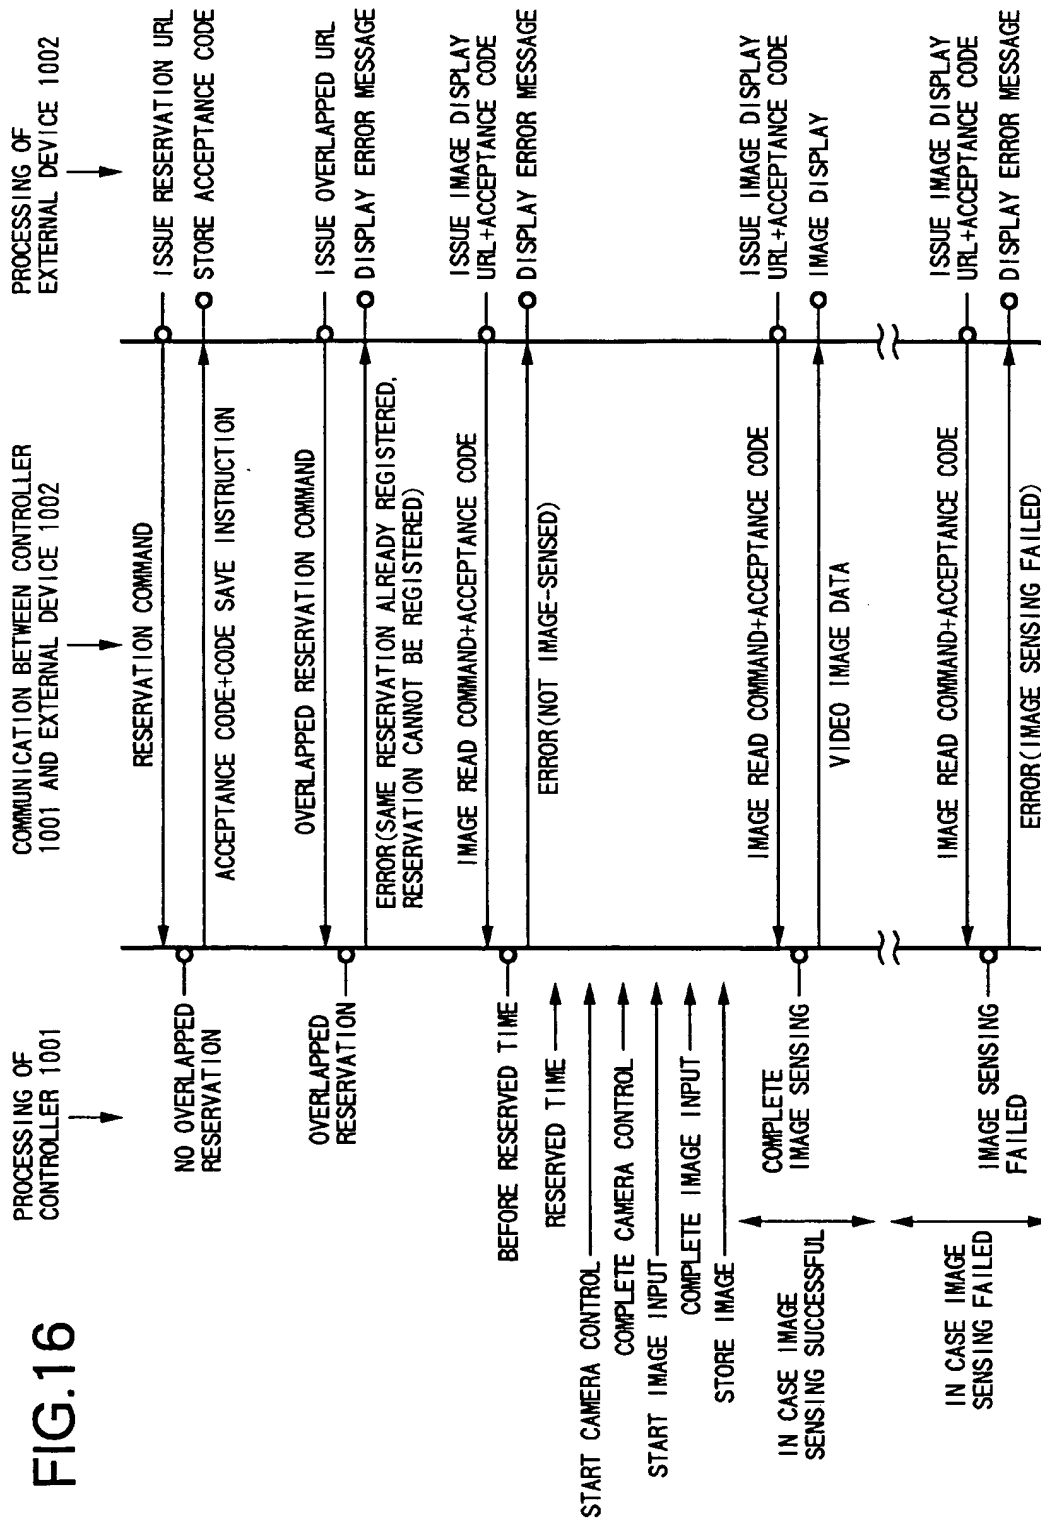 FIG.16
PROCESSING OF
CONTROLLER 1001
COMMUNICATION BETWEEN CONTROLLER
1001 AND EXTERNAL DEVICE 1002
PROCESSING OF
EXTERNAL DEVICE 1002
RESERVATION COMMAND
ISSUE RESERVATION URL
NO OVERLAPPED
RESERVATION
ACCEPTANCE CODE+CODE SAVE INSTRUCTION
STORE ACCEPTANCE CODE
OVERLAPPED RESERVATION COMMAND
ISSUE OVERLAPPED URL
OVERLAPPED
RESERVATION
ERROR(SAME RESERVATION ALREADY REGISTERED,
RESERVATION CANNOT BE REGISTERED)
DISPLAY ERROR MESSAGE
IMAGE READ COMMAND+ACCEPTANCE CODE
ISSUE IMAGE DISPLAY
URL+ACCEPTANCE CODE
BEFORE RESERVED TIME
ERROR(NOT IMAGE-SENSED)
DISPLAY ERROR MESSAGE
RESERVED TIME
START CAMERA CONTROL
COMPLETE CAMERA CONTROL
START IMAGE INPUT
COMPLETE IMAGE INPUT
STORE IMAGE
IN CASE IMAGE
SENSING SUCCESSFUL
COMPLETE
IMAGE SENSING
IMAGE READ COMMAND+ACCEPTANCE CODE
ISSUE IMAGE DISPLAY
URL+ACCEPTANCE CODE
VIDEO IMAGE DATA
IMAGE DISPLAY
IN CASE IMAGE
SENSING FAILED
IMAGE SENSING
FAILED
IMAGE READ COMMAND+ACCEPTANCE CODE
ISSUE IMAGE DISPLAY
URL+ACCEPTANCE CODE
ERROR(IMAGE SENSING FAILED)
DISPLAY ERROR MESSAGE